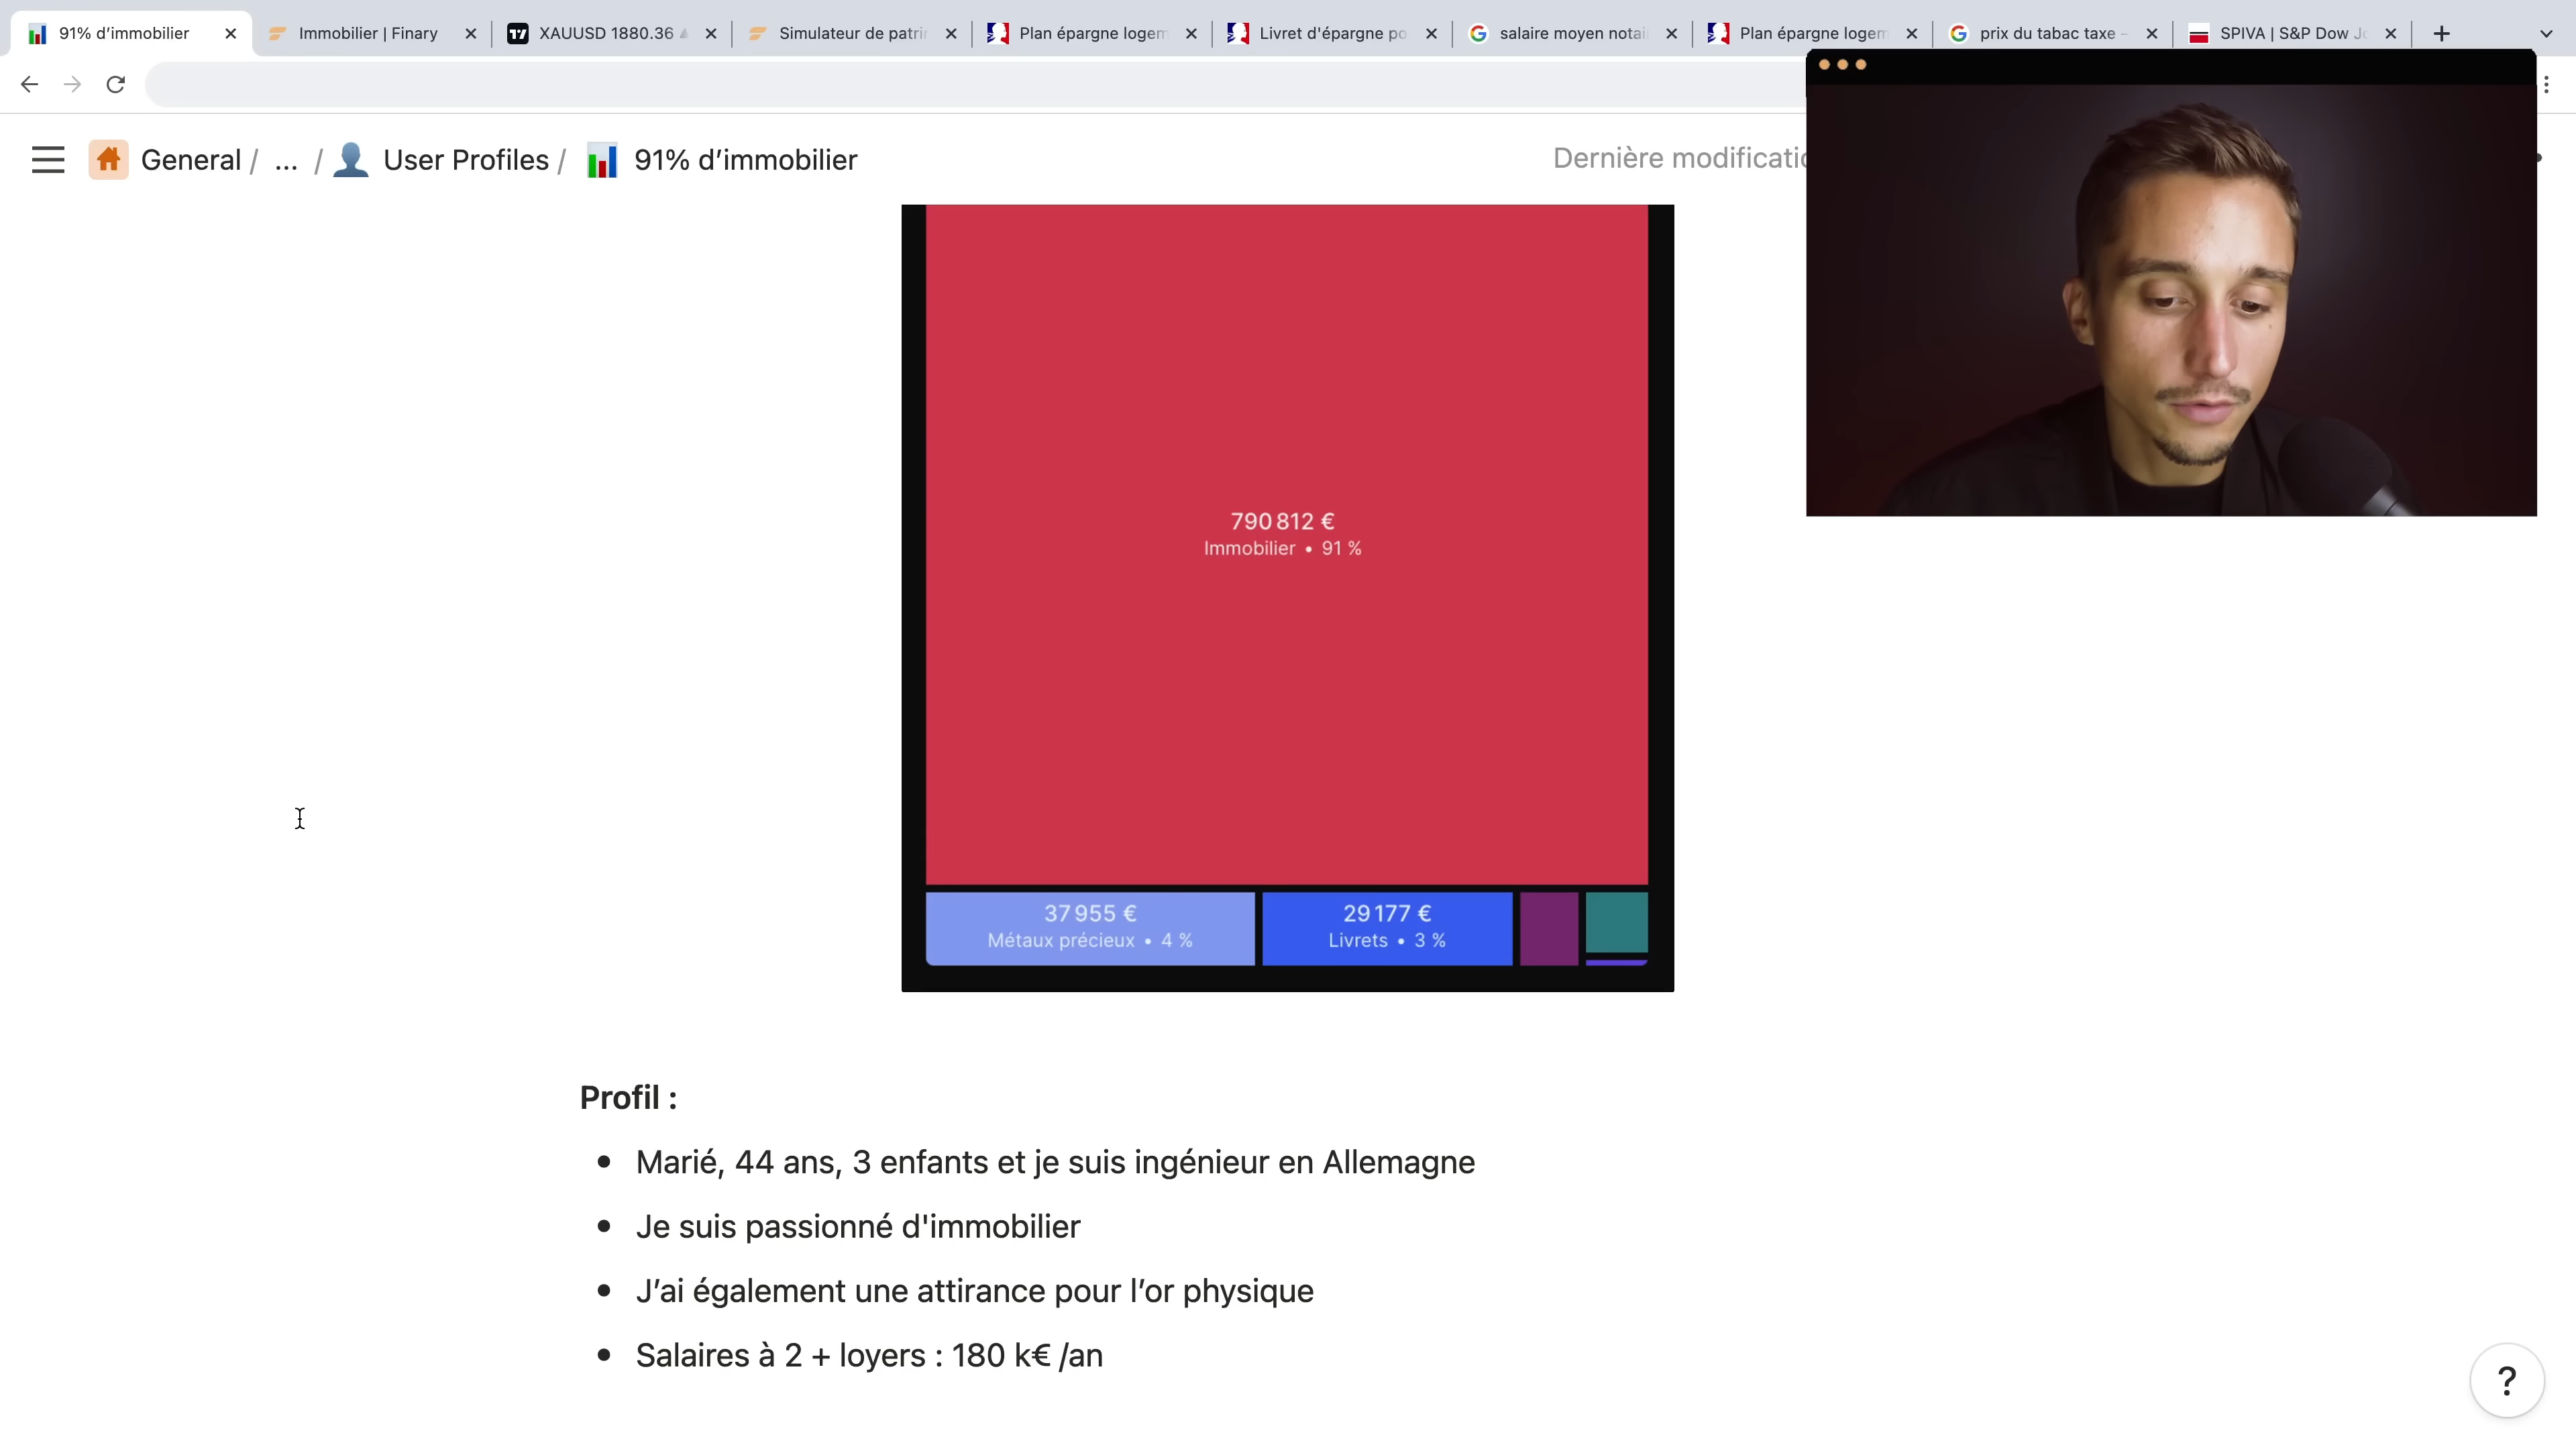 91% d’immobilier
Immobilier | Finary
XAUUSD 1880.36
Simulateur de patri
Plan épargne logem
Livret d'épargne po
salaire moyen notai
Plan épargne logem
prix du tabac taxe -
SPIVA | S&P Dow Jo
General / ... / User Profiles / 91% d’immobilier
Dernière modificatio
790 812 €
Immobilier • 91 %
37 955 €
Métaux précieux • 4 %
29 177 €
Livrets • 3 %
Profil :
• Marié, 44 ans, 3 enfants et je suis ingénieur en Allemagne
• Je suis passionné d'immobilier
• J’ai également une attirance pour l’or physique
• Salaires à 2 + loyers : 180 k€ /an
?